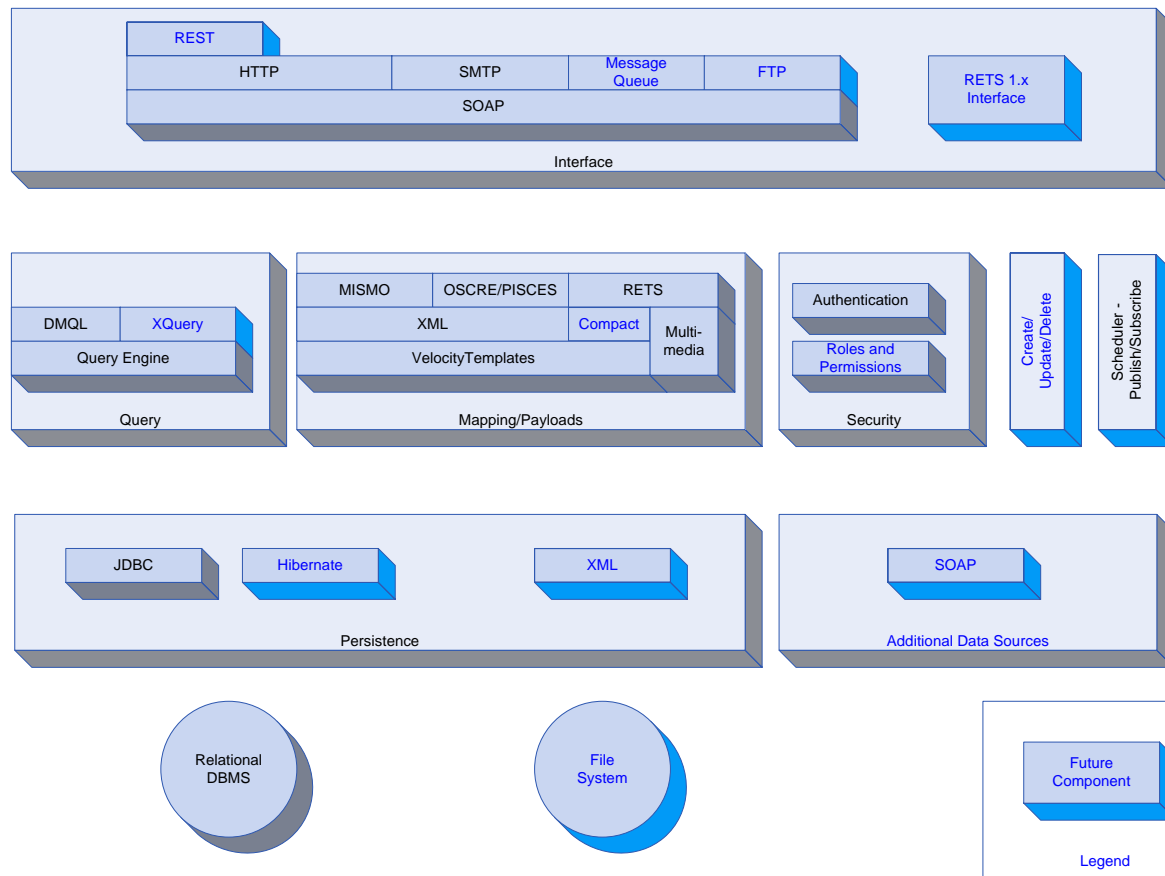 REST
HTTP
SMTP
Message
Queue
FTP
SOAP
RETS 1.x
Interface
Interface
MISMO
OSCRE/PISCES
RETS
DMQL
XQuery
XML
Compact
Multi-
media
Query Engine
VelocityTemplates
Query
Mapping/Payloads
Authentication
Roles and
Permissions
Security
Create/
Update/Delete
Scheduler -
Publish/Subscribe
JDBC
Hibernate
XML
Persistence
SOAP
Additional Data Sources
Relational
DBMS
File
System
Future
Component
Legend